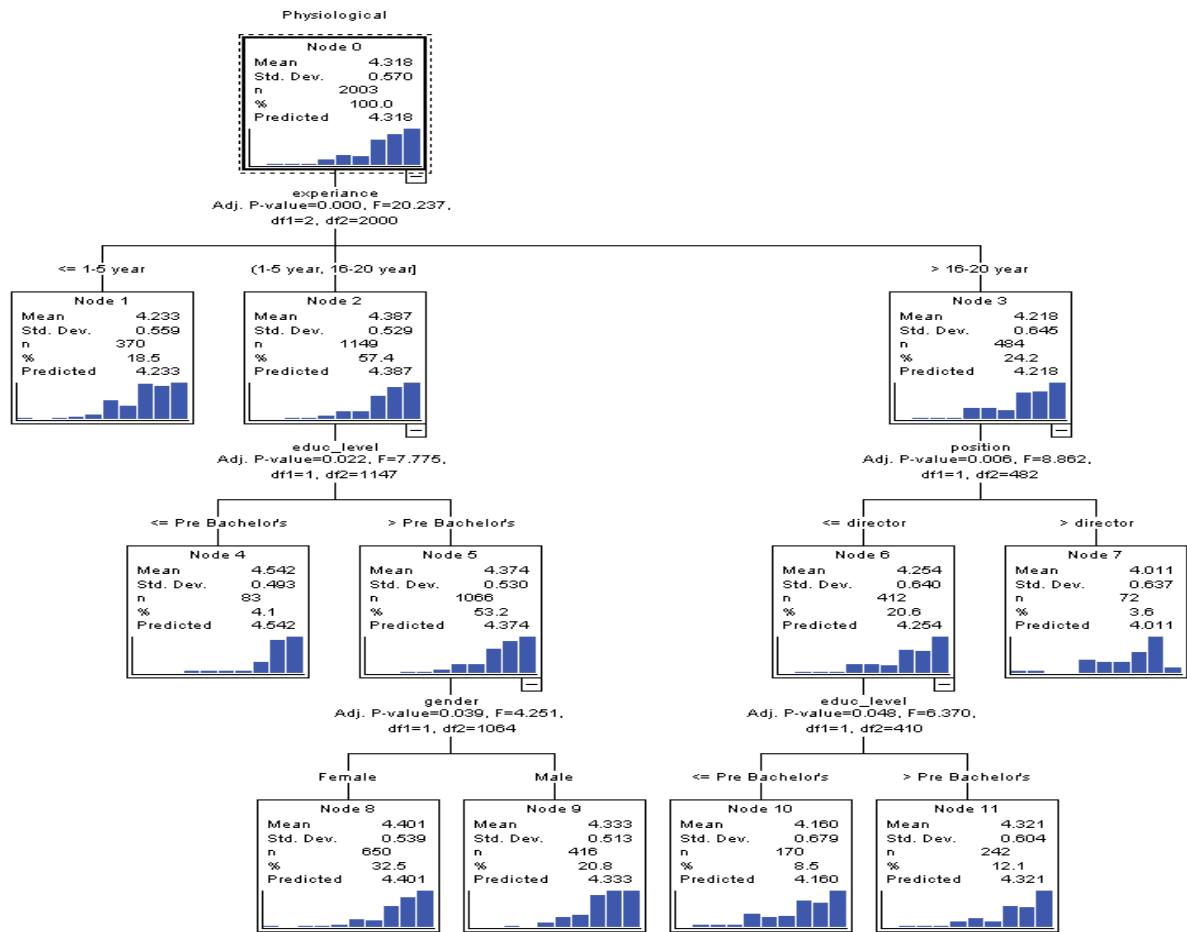 Physiological
Node 0
Mean 4.318
Std. Dev. 0.570
n 2003
% 100.0
Predicted 4.318
experiance
Adj. P-value=0.000, F=20.237,
df1=2, df2=2000
<= 1-5 year
(1-5 year, 16-20 year]
> 16-20 year
Node 1
Mean 4.233
Std. Dev. 0.559
n 370
% 18.5
Predicted 4.233
Node 2
Mean 4.387
Std. Dev. 0.529
n 1149
% 57.4
Predicted 4.387
Node 3
Mean 4.218
Std. Dev. 0.645
n 484
% 24.2
Predicted 4.218
educ_level
Adj. P-value=0.022, F=7.775,
df1=1, df2=1147
position
Adj. P-value=0.006, F=8.862,
df1=1, df2=482
<= Pre Bachelor's
> Pre Bachelor's
<= director
> director
Node 4
Mean 4.542
Std. Dev. 0.493
n 83
% 4.1
Predicted 4.542
Node 5
Mean 4.374
Std. Dev. 0.530
n 1066
% 53.2
Predicted 4.374
Node 6
Mean 4.254
Std. Dev. 0.640
n 412
% 20.6
Predicted 4.254
Node 7
Mean 4.011
Std. Dev. 0.637
n 72
% 3.6
Predicted 4.011
gender
Adj. P-value=0.039, F=4.251,
df1=1, df2=1064
educ_level
Adj. P-value=0.048, F=6.370,
df1=1, df2=410
Female
Male
<= Pre Bachelor's
> Pre Bachelor's
Node 8
Mean 4.401
Std. Dev. 0.539
n 650
% 32.5
Predicted 4.401
Node 9
Mean 4.333
Std. Dev. 0.513
n 416
% 20.8
Predicted 4.333
Node 10
Mean 4.160
Std. Dev. 0.679
n 170
% 8.5
Predicted 4.160
Node 11
Mean 4.321
Std. Dev. 0.604
n 242
% 12.1
Predicted 4.321